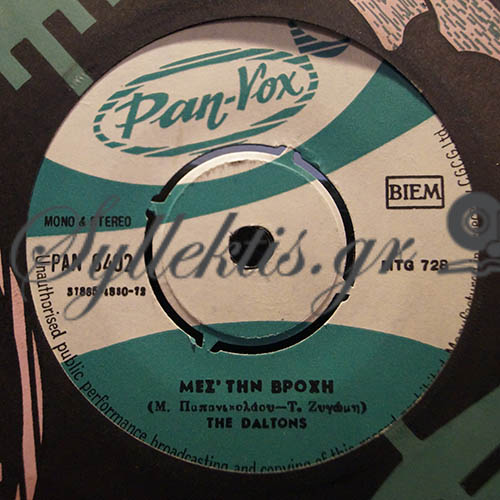 Pan-Vox
BIEM
MONO & STEREO
PAN 6402
MTG 728
ΜΕΣ' ΤΗΝ ΒΡΟΧΗ
(Μ. Παπανικολάου—Τ. Ζυγώμη)
THE DALTONS
Unauthorised public performance broadcasting and copying of this record
Syllektis.gr